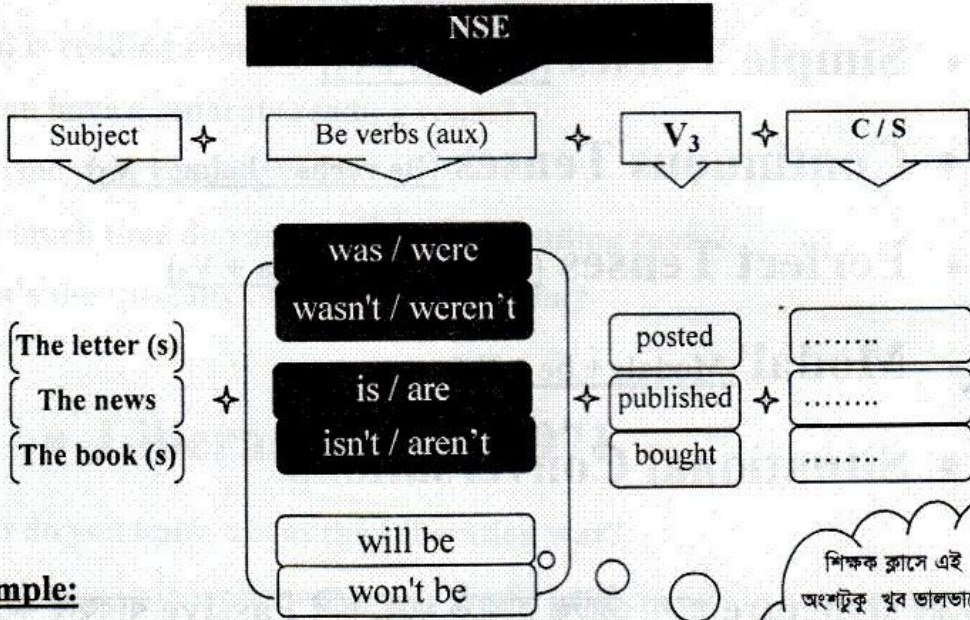 NSE
Subject Be verbs (aux) V₃ C / S
was / were
wasn't / weren't
is / are
isn't / aren't
will be
won't be
The letter (s)
The news
The book (s)
posted
published
bought
........
........
........
mple:
শিক্ষক ক্লাসে এই
অংশটুকু খুব ভালভাবে